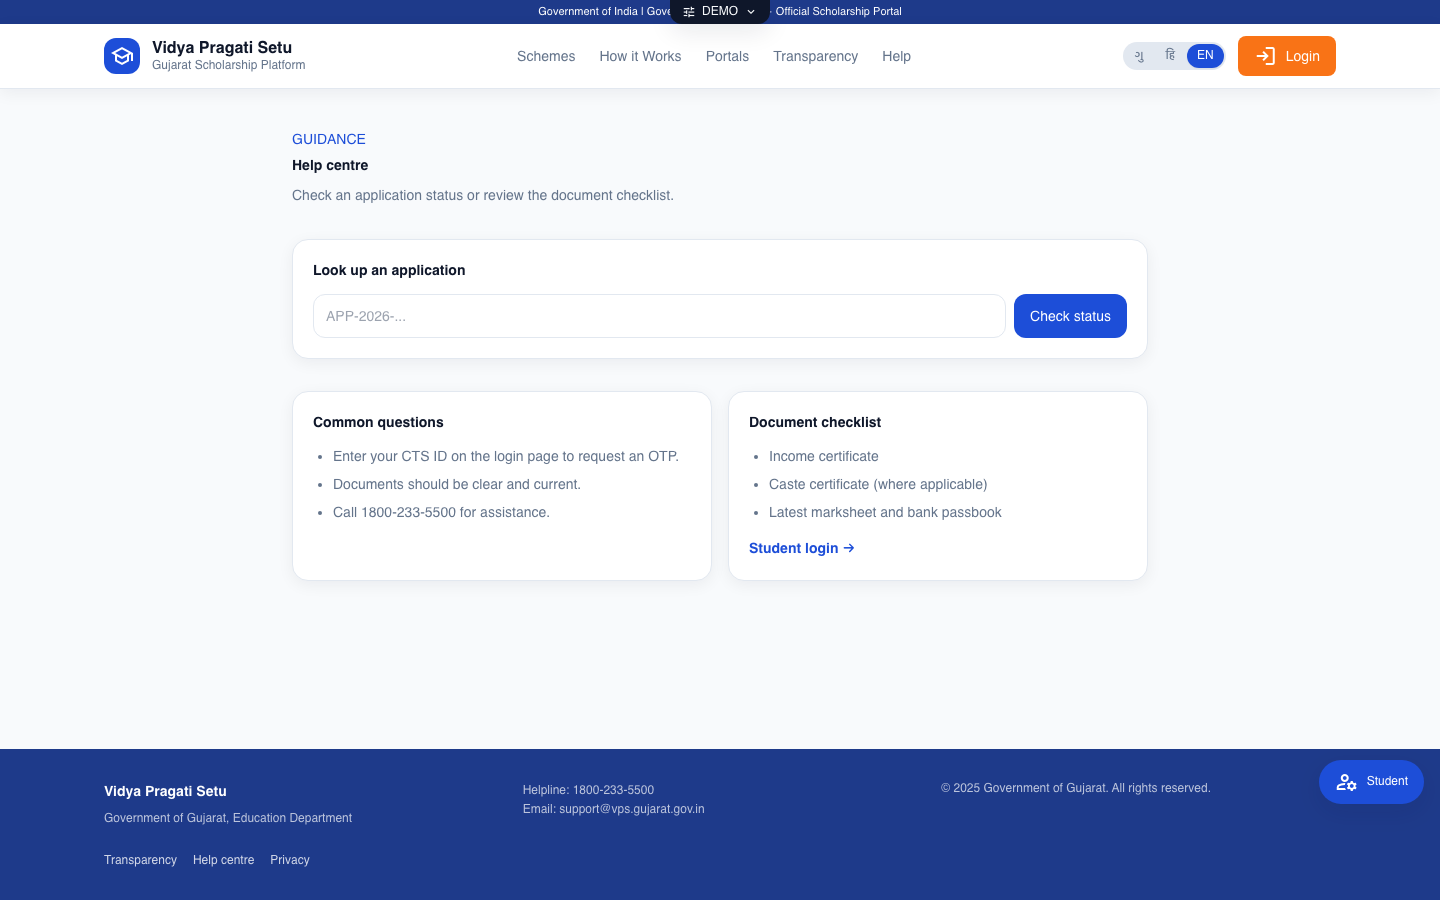 Government of India | Gove
DEMO
Official Scholarship Portal
Vidya Pragati Setu
Gujarat Scholarship Platform
Schemes
How it Works
Portals
Transparency
Help
ગુ
हि
EN
Login
GUIDANCE
Help centre
Check an application status or review the document checklist.
Look up an application
APP-2026-...
Check status
Common questions
• Enter your CTS ID on the login page to request an OTP.
• Documents should be clear and current.
• Call 1800-233-5500 for assistance.
Document checklist
• Income certificate
• Caste certificate (where applicable)
• Latest marksheet and bank passbook
Student login →
Vidya Pragati Setu
Government of Gujarat, Education Department
Transparency
Help centre
Privacy
Helpline: 1800-233-5500
Email: support@vps.gujarat.gov.in
© 2025 Government of Gujarat. All rights reserved.
Student